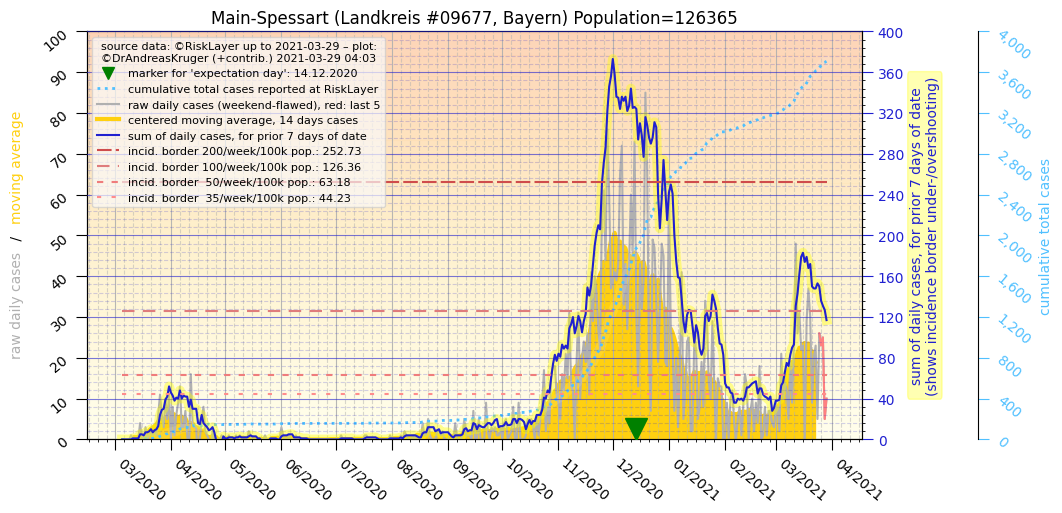 Main-Spessart (Landkreis #09677, Bayern) Population=126365
source data: ©RiskLayer up to 2021-03-29 – plot:
©DrAndreasKruger (+contrib.) 2021-03-29 04:03
marker for 'expectation day': 14.12.2020
cumulative total cases reported at RiskLayer
raw daily cases (weekend-flawed), red: last 5
centered moving average, 14 days cases
sum of daily cases, for prior 7 days of date
incid. border 200/week/100k pop.: 252.73
incid. border 100/week/100k pop.: 126.36
incid. border 50/week/100k pop.: 63.18
incid. border 35/week/100k pop.: 44.23
raw daily cases / moving average
100
90
80
70
60
50
40
30
20
10
0
400
360
320
280
240
200
160
120
80
40
0
sum of daily cases, for prior 7 days of date
(shows incidence border under-/overshooting)
4,000
3,600
3,200
2,800
2,400
2,000
1,600
1,200
800
400
0
cumulative total cases
03/2020
04/2020
05/2020
06/2020
07/2020
08/2020
09/2020
10/2020
11/2020
12/2020
01/2021
02/2021
03/2021
04/2021